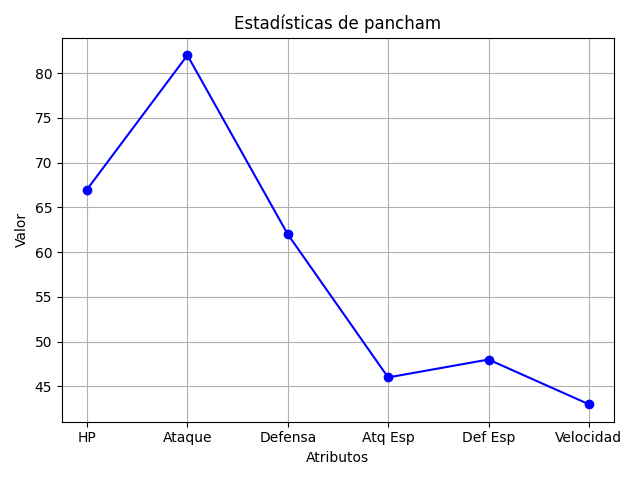 Estadísticas de pancham
Valor
80
75
70
65
60
55
50
45
HP Ataque Defensa Atq Esp Def Esp Velocidad
Atributos